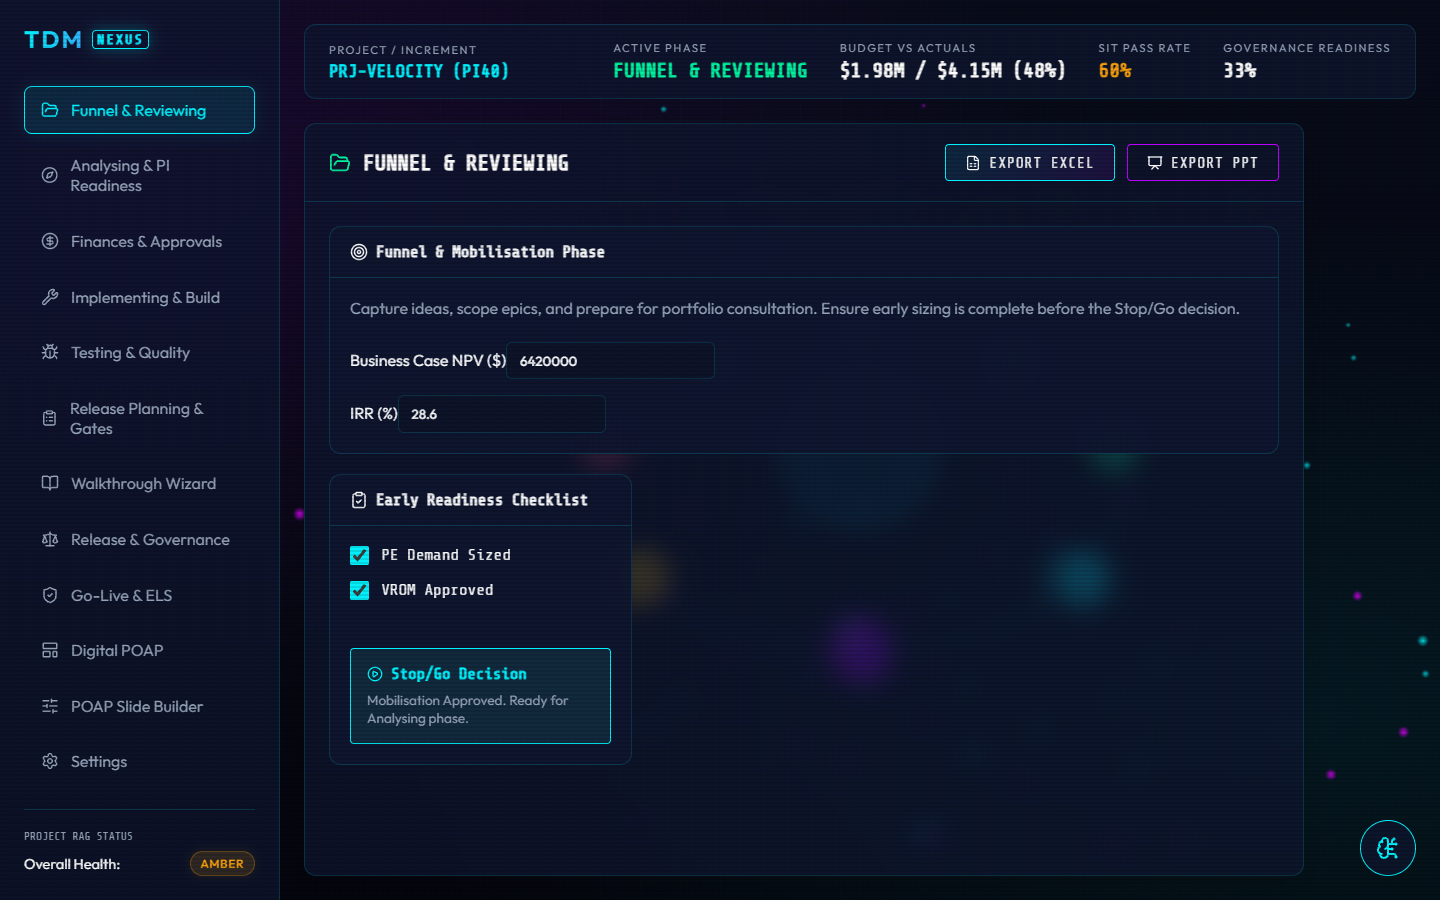 TDM NEXUS
Funnel & Reviewing
Analysing & PI
Readiness
Finances & Approvals
Implementing & Build
Testing & Quality
Release Planning &
Gates
Walkthrough Wizard
Release & Governance
Go-Live & ELS
Digital POAP
POAP Slide Builder
Settings
PROJECT RAG STATUS
Overall Health:
AMBER
PROJECT / INCREMENT
PRJ-VELOCITY (PI40)
ACTIVE PHASE
FUNNEL & REVIEWING
BUDGET VS ACTUALS
$1.98M / $4.15M (48%)
SIT PASS RATE
60%
GOVERNANCE READINESS
33%
FUNNEL & REVIEWING
EXPORT EXCEL
EXPORT PPT
Funnel & Mobilisation Phase
Capture ideas, scope epics, and prepare for portfolio consultation. Ensure early sizing is complete before the Stop/Go decision.
Business Case NPV ($) 6420000
IRR (%) 28.6
Early Readiness Checklist
PE Demand Sized
VROM Approved
Stop/Go Decision
Mobilisation Approved. Ready for
Analysing phase.